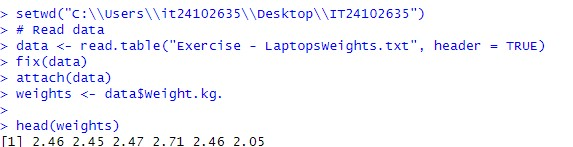 > setwd("C:\\Users\\it24102635\\Desktop\\IT24102635")
> # Read data
> data <- read.table("Exercise - LaptopsWeights.txt", header = TRUE)
> fix(data)
> attach(data)
> weights <- data$Weight.kg.
>
> head(weights)
[1] 2.46 2.45 2.47 2.71 2.46 2.05